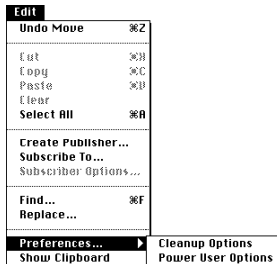 Edit
Undo Move ⌘Z
Cut ⌘X
Copy ⌘C
Paste ⌘V
Clear
Select All ⌘A
Create Publisher...
Subscribe To...
Subscriber Options...
Find... ⌘F
Replace...
Preferences... Cleanup Options
Show Clipboard Power User Options